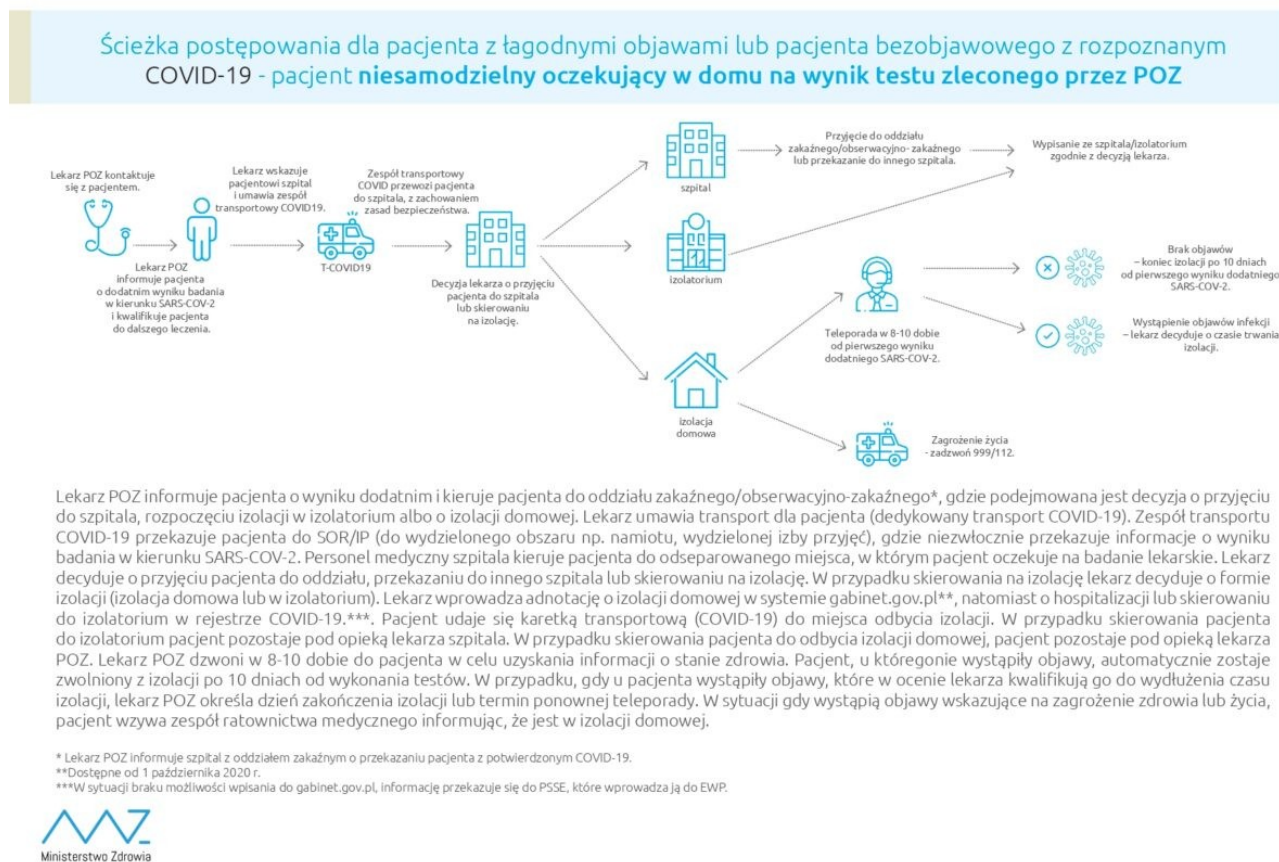 Ścieżka postępowania dla pacjenta z łagodnymi objawami lub pacjenta bezobjawowego z rozpoznanym
COVID-19 - pacjent niesamodzielny oczekujący w domu na wynik testu zleconego przez POZ
Lekarz POZ kontaktuje
się z pacjentem.
Lekarz POZ
informuje pacjenta
o dodatnim wyniku badania
w kierunku SARS-COV-2
i kwalifikuje pacjenta
do dalszego leczenia.
Lekarz wskazuje
pacjentowi szpital
i umawia zespół
transportowy COVID19.
T-COVID19
Zespół transportowy
COVID przewozi pacjenta
do szpitala, z zachowaniem
zasad bezpieczeństwa.
Decyzja lekarza o przyjęciu
pacjenta do szpitala
lub skierowaniu
na izolację.
szpital
Przyjęcie do oddziału
zakaźnego/obserwacyjno- zakaźnego
lub przekazanie do innego szpitala.
Wypisanie ze szpitala/izolatorium
zgodnie z decyzją lekarza.
izolatorium
izolacja
domowa
Teleporada w 8-10 dobie
od pierwszego wyniku
dodatniego SARS-COV-2.
Brak objawów
– koniec izolacji po 10 dniach
od pierwszego wyniku dodatniego
SARS-COV-2.
Wystąpienie objawów infekcji
– lekarz decyduje o czasie trwania
izolacji.
Zagrożenie życia
- zadzwoń 999/112.
Lekarz POZ informuje pacjenta o wyniku dodatnim i kieruje pacjenta do oddziału zakaźnego/obserwacyjno-zakaźnego*, gdzie podejmowana jest decyzja o przyjęciu
do szpitala, rozpoczęciu izolacji w izolatorium albo o izolacji domowej. Lekarz umawia transport dla pacjenta (dedykowany transport COVID-19). Zespół transportu
COVID-19 przekazuje pacjenta do SOR/IP (do wydzielonego obszaru np. namiotu, wydzielonej izby przyjęć), gdzie niezwłocznie przekazuje informacje o wyniku
badania w kierunku SARS-COV-2. Personel medyczny szpitala kieruje pacjenta do odseparowanego miejsca, w którym pacjent oczekuje na badanie lekarskie. Lekarz
decyduje o przyjęciu pacjenta do oddziału, przekazaniu do innego szpitala lub skierowaniu na izolację. W przypadku skierowania na izolację lekarz decyduje o formie
izolacji (izolacja domowa lub w izolatorium). Lekarz wprowadza adnotację o izolacji domowej w systemie gabinet.gov.pl**, natomiast o hospitalizacji lub skierowaniu
do izolatorium w rejestrze COVID-19.***. Pacjent udaje się karetką transportową (COVID-19) do miejsca odbycia izolacji. W przypadku skierowania pacjenta
do izolatorium pacjent pozostaje pod opieką lekarza szpitala. W przypadku skierowania pacjenta do odbycia izolacji domowej, pacjent pozostaje pod opieką lekarza
POZ. Lekarz POZ dzwoni w 8-10 dobie do pacjenta w celu uzyskania informacji o stanie zdrowia. Pacjent, u któregonie wystąpiły objawy, automatycznie zostaje
zwolniony z izolacji po 10 dniach od wykonania testów. W przypadku, gdy u pacjenta wystąpiły objawy, które w ocenie lekarza kwalifikują go do wydłużenia czasu
izolacji, lekarz POZ określa dzień zakończenia izolacji lub termin ponownej teleporady. W sytuacji gdy wystąpią objawy wskazujące na zagrożenie zdrowia lub życia,
pacjent wzywa zespół ratownictwa medycznego informując, że jest w izolacji domowej.
* Lekarz POZ informuje szpital z oddziałem zakaźnym o przekazaniu pacjenta z potwierdzonym COVID-19.
**Dostępne od 1 października 2020 r.
***W sytuacji braku możliwości wpisania do gabinet.gov.pl, informację przekazuje się do PSSE, które wprowadza ją do EWP.
Ministerstwo Zdrowia